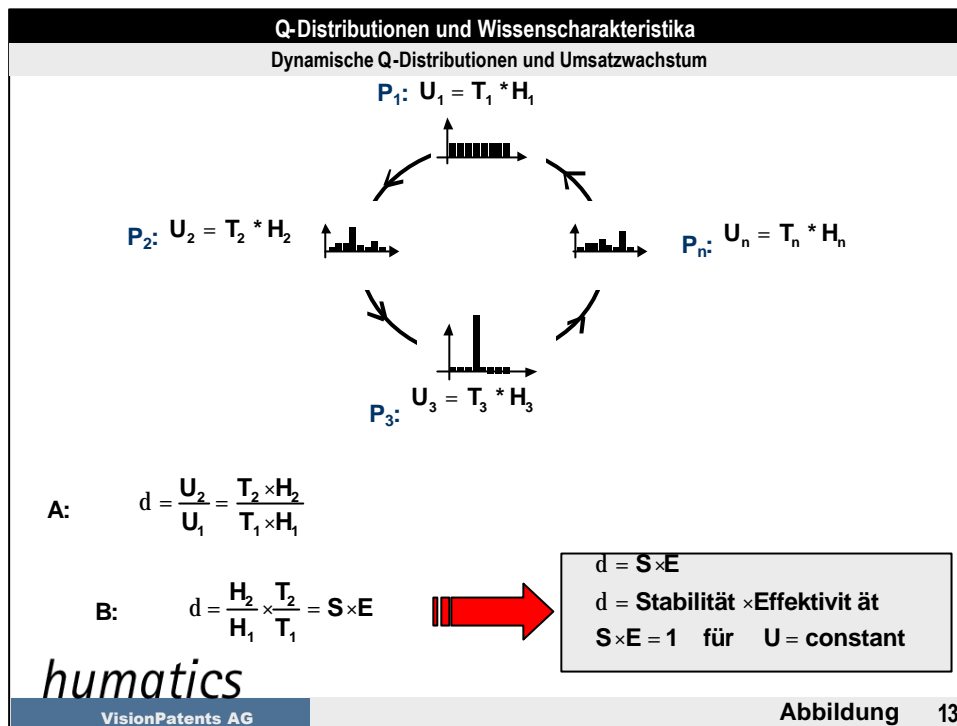 Q-Distributionen und Wissenscharakteristika
Dynamische Q-Distributionen und Umsatzwachstum
P₁: U₁ = T₁ * H₁
P₂: U₂ = T₂ * H₂
Pₙ: Uₙ = Tₙ * Hₙ
P₃: U₃ = T₃ * H₃
A: d = U₂/U₁ = T₂×H₂/T₁×H₁
B: d = H₂/H₁ × T₂/T₁ = S×E
d = S×E
d = Stabilität ×Effektivit ät
S×E = 1 für U = constant
humatics
VisionPatents AG
Abbildung 13